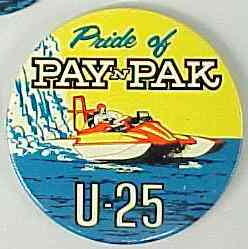 Pride of
PAY 'N PAK
U-25